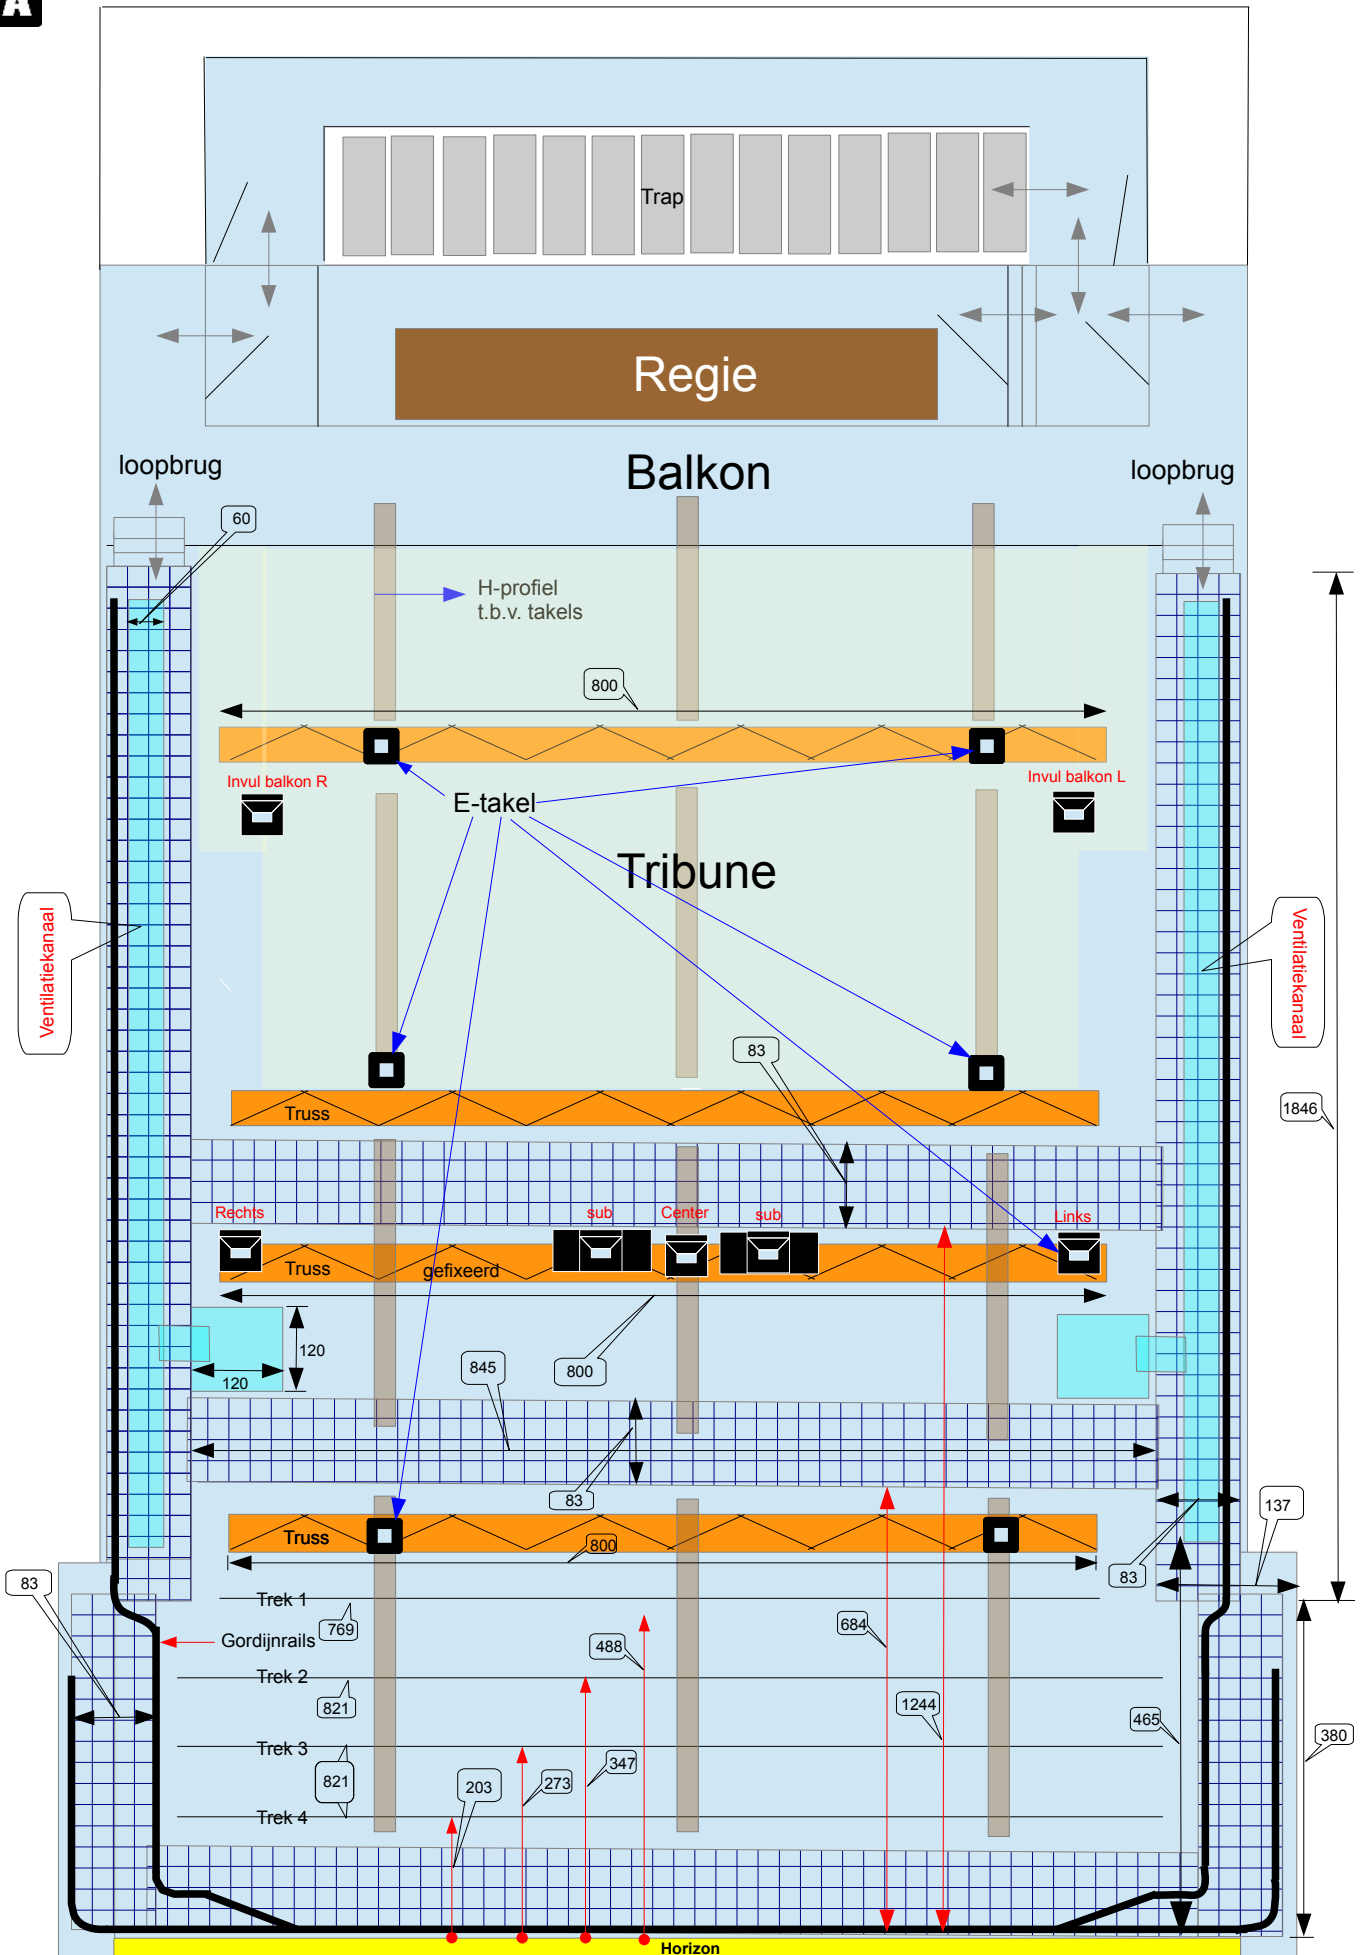 A
Trap
Regie
Balkon
loopbrug
loopbrug
60
H-profiel
t.b.v. takels
800
Invul balkon R
Invul balkon L
E-takel
Tribune
Ventilatiekanaal
Ventilatiekanaal
83
1846
Truss
Rechts
sub
Center
sub
Links
Truss
gefixeerd
120
120
845
800
83
137
83
Truss
800
83
Trek 1
769
Gordijnrails
488
684
Trek 2
821
1244
465
380
Trek 3
821
203
273
347
Trek 4
Horizon